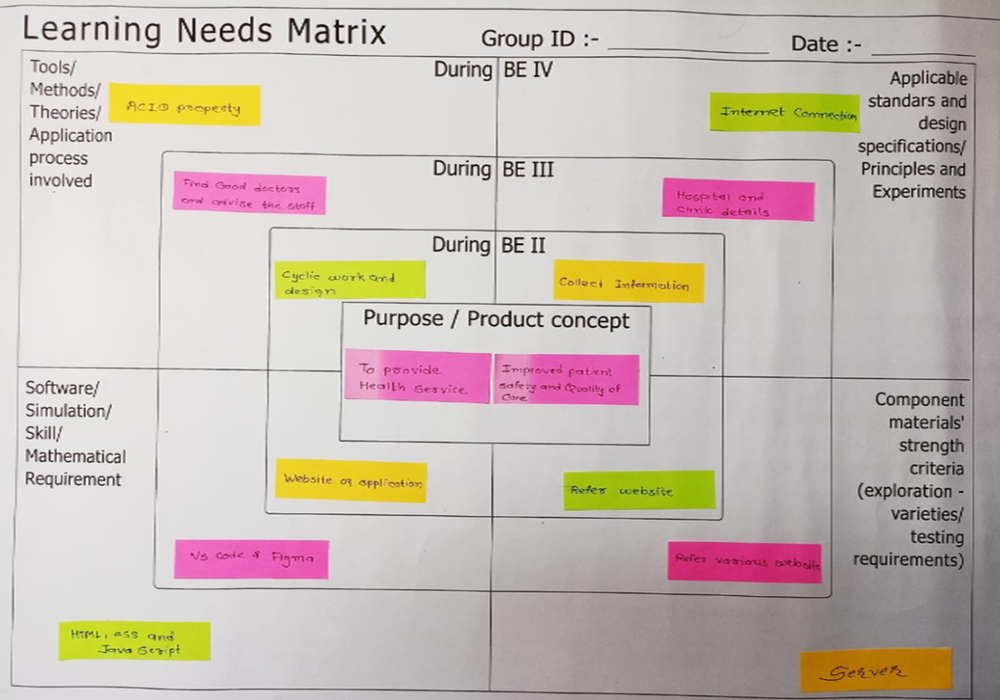 Learning Needs Matrix
Group ID :-
Date :-
Tools/
Methods/
Theories/
Application
process
involved
During BE IV
Applicable
standars and
design
specifications/
Principles and
Experiments
ACID property
Internet Connection
During BE III
Find Good doctors
and advise the staff
Hospital and
clinic details
During BE II
Cyclic work and
design
Collect Information
Purpose / Product concept
To provide
Health Service
Improved patient
safety and Quality of
Care
Software/
Simulation/
Skill/
Mathematical
Requirement
Component
materials'
strength
criteria
(exploration -
varieties/
testing
requirements)
Website of application
Refer website
Vs code & Figma
Refer various website
HTML, CSS and
Java Script
Server